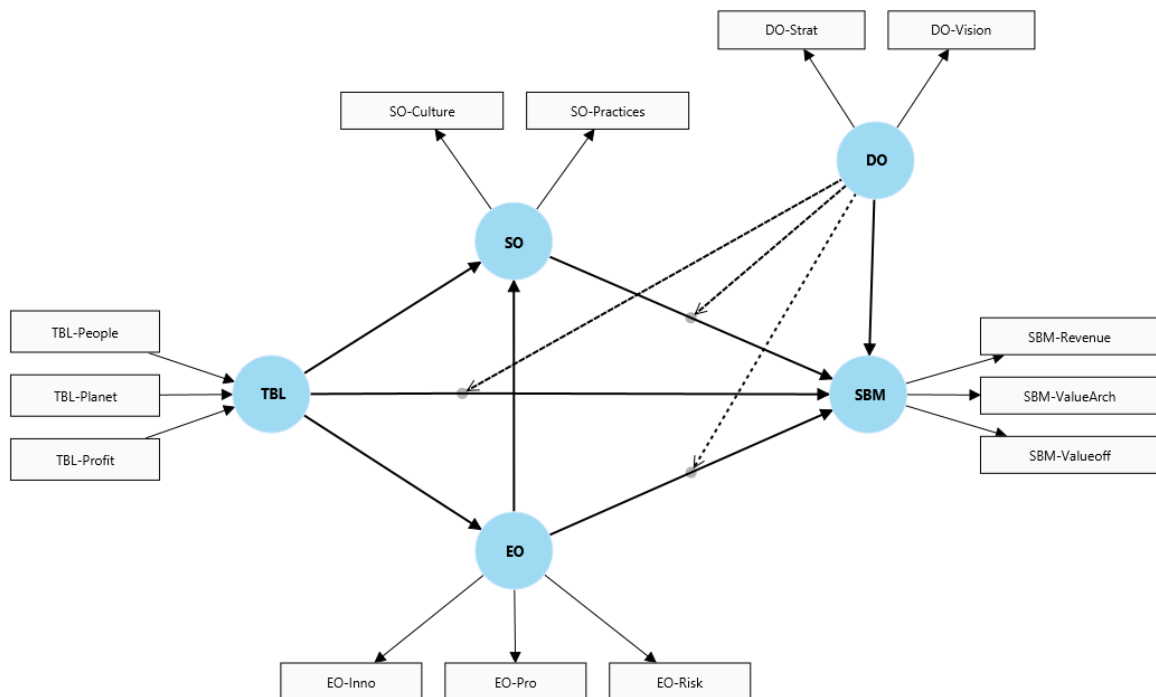 DO-Strat
DO-Vision
SO-Culture
SO-Practices
DO
SO
TBL-People
TBL-Planet
TBL-Profit
TBL
SBM
SBM-Revenue
SBM-ValueArch
SBM-Valueoff
EO
EO-Inno
EO-Pro
EO-Risk